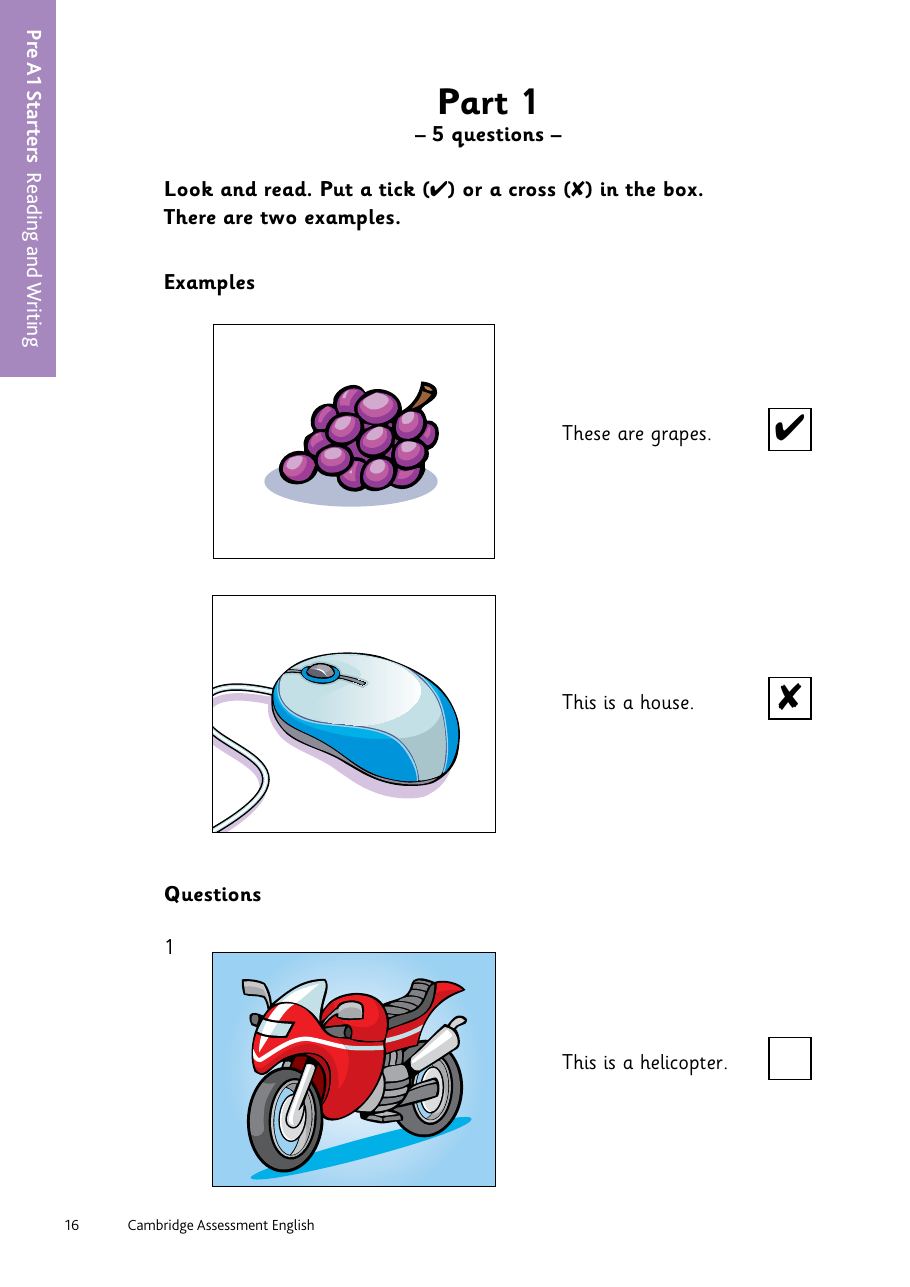 Pre A1 Starters Reading and Writing
Part 1
– 5 questions –
Look and read. Put a tick (✔) or a cross (✘) in the box.
There are two examples.
Examples
These are grapes. ✔
This is a house. ✘
Questions
1
This is a helicopter.
16 Cambridge Assessment English